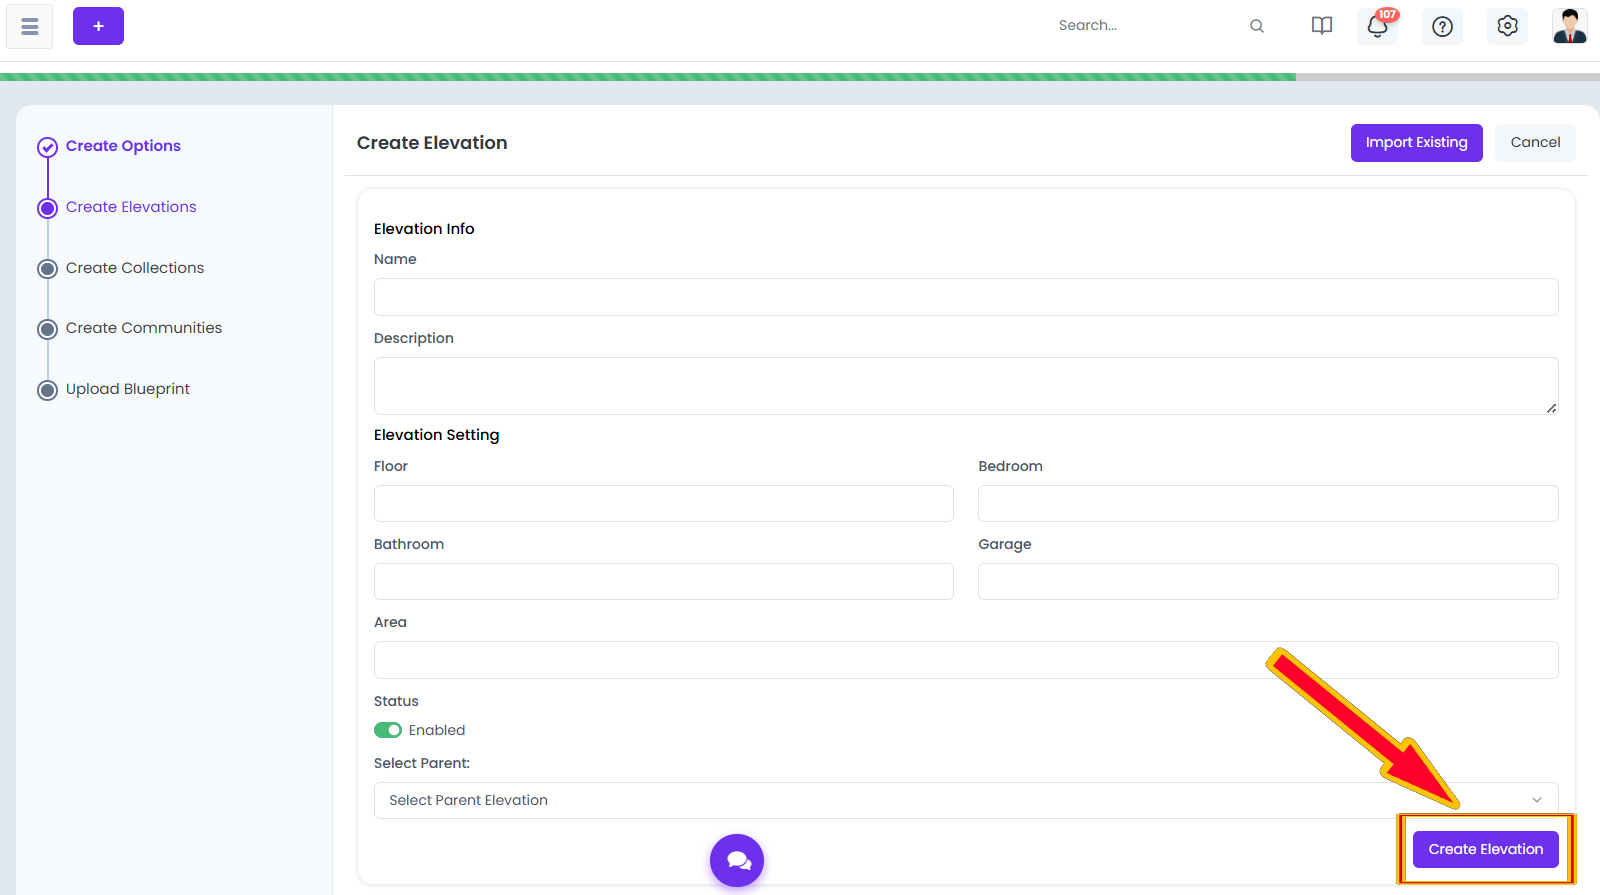 +
Search...
107
Create Options
Create Elevations
Create Collections
Create Communities
Upload Blueprint
Create Elevation
Import Existing
Cancel
Elevation Info
Name
Description
Elevation Setting
Floor
Bedroom
Bathroom
Garage
Area
Status
Enabled
Select Parent:
Select Parent Elevation
Create Elevation